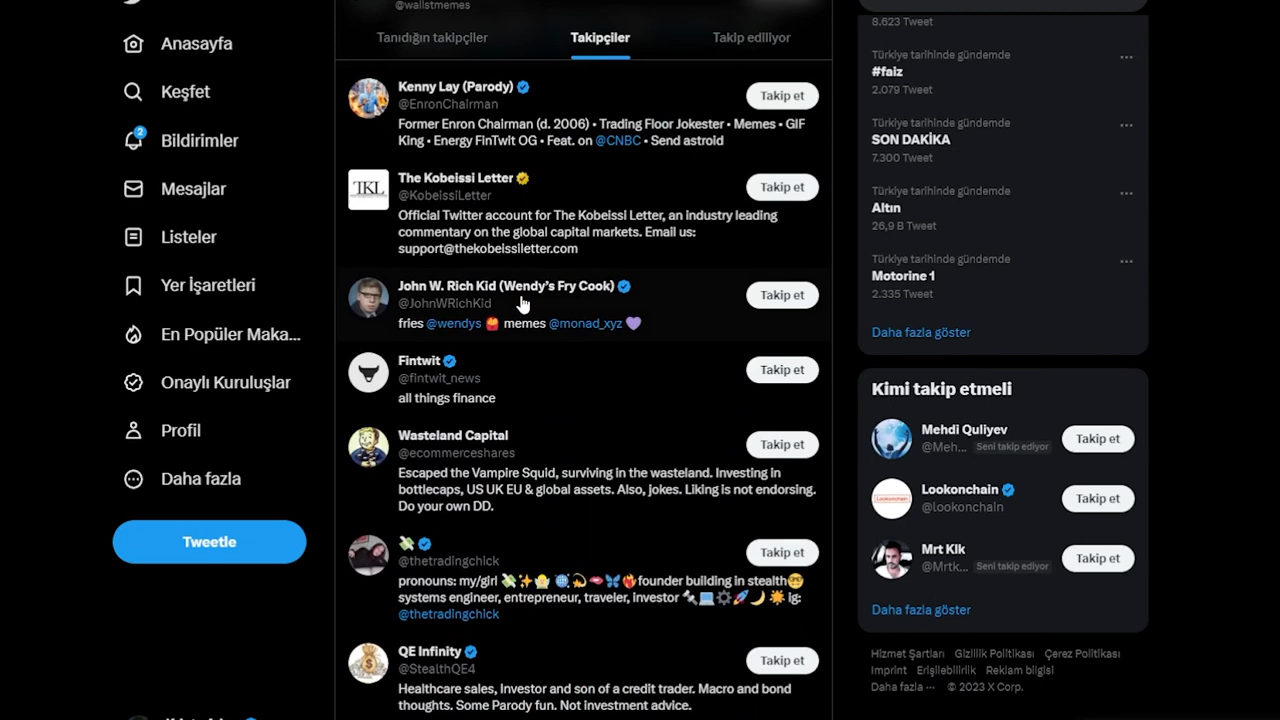 @wallstmemes
Tanıdığın takipçiler
Takipçiler
Takip ediliyor
Anasayfa
Keşfet
2
Bildirimler
Mesajlar
Listeler
Yer İşaretleri
En Popüler Maka...
Onaylı Kuruluşlar
Profil
Daha fazla
Tweetle
Kenny Lay (Parody)
@EnronChairman
Takip et
Former Enron Chairman (d. 2006) • Trading Floor Jokester • Memes • GIF
King • Energy FinTwit OG • Feat. on @CNBC • Send astroid
TKL
The Kobeissi Letter
@KobeissiLetter
Takip et
Official Twitter account for The Kobeissi Letter, an industry leading
commentary on the global capital markets. Email us:
support@thekobeissiletter.com
John W. Rich Kid (Wendy's Fry Cook)
@JohnWRichKid
Takip et
fries @wendys 🍟 memes @monad_xyz 💜
Fintwit
@fintwit_news
Takip et
all things finance
Wasteland Capital
@ecommerceshares
Takip et
Escaped the Vampire Squid, surviving in the wasteland. Investing in
bottlecaps, US UK EU & global assets. Also, jokes. Liking is not endorsing.
Do your own DD.
💸
@thetradingchick
Takip et
pronouns: my/girl 💸✨👷🌐💫🫦🦋❤️‍🔥founder building in stealth🤓
systems engineer, entrepreneur, traveler, investor 🛰💻⚙️🚀🌙☀️ ig:
@thetradingchick
QE Infinity
@StealthQE4
Takip et
Healthcare sales, Investor and son of a credit trader. Macro and bond
thoughts. Some Parody fun. Not investment advice.
8.623 Tweet
Türkiye tarihinde gündemde
#faiz
2.079 Tweet
Türkiye tarihinde gündemde
SON DAKİKA
7.300 Tweet
Türkiye tarihinde gündemde
Altın
26,9 B Tweet
Türkiye tarihinde gündemde
Motorine 1
2.335 Tweet
Daha fazla göster
Kimi takip etmeli
Mehdi Quliyev
@Meh... Seni takip ediyor
Takip et
Lookonchain
@lookonchain
Takip et
Mrt Klk
@Mrtk... Seni takip ediyor
Takip et
Daha fazla göster
Hizmet Şartları Gizlilik Politikası Çerez Politikası
Imprint Erişilebilirlik Reklam bilgisi
Daha fazla ··· © 2023 X Corp.